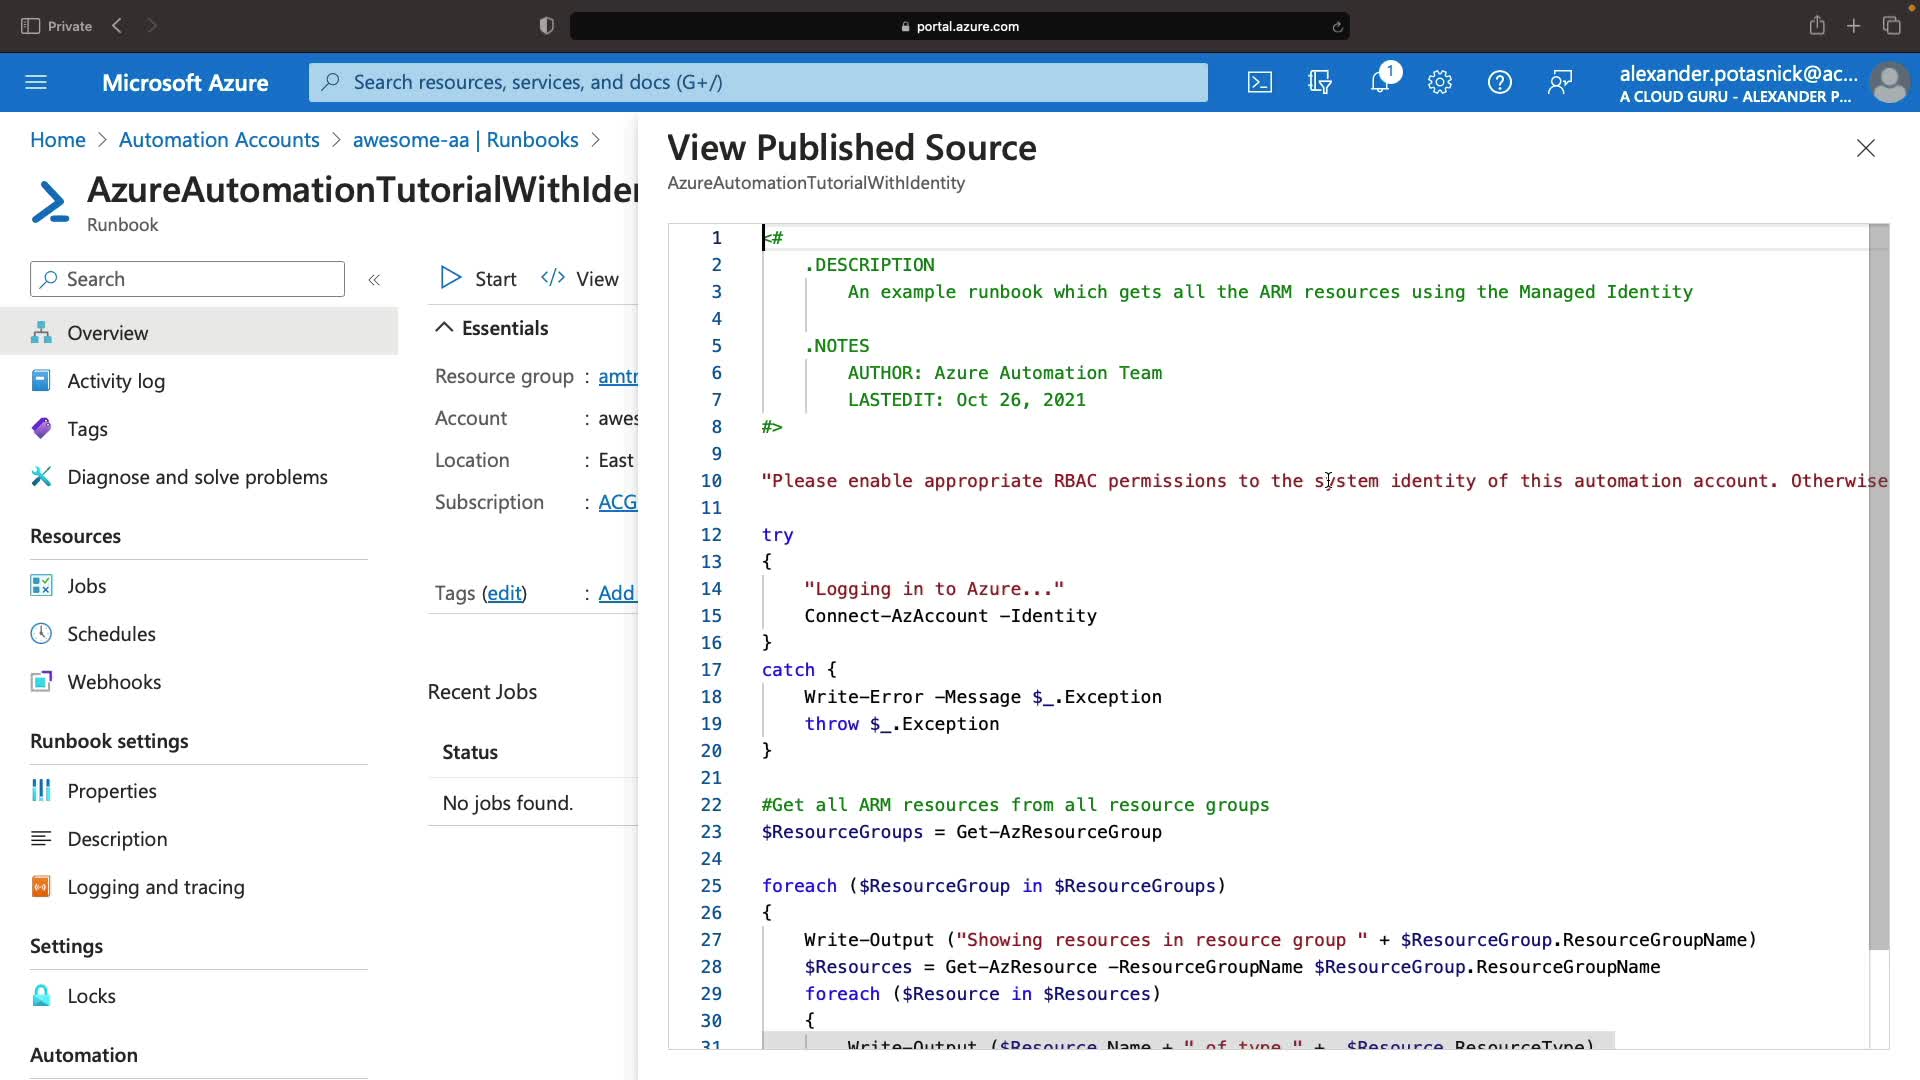 Private
portal.azure.com
Microsoft Azure
Search resources, services, and docs (G+/)
1
alexander.potasnick@ac...
A CLOUD GURU - ALEXANDER P...
Home > Automation Accounts > awesome-aa | Runbooks >
AzureAutomationTutorialWithIder
Runbook
Search
«
Overview
Activity log
Tags
Diagnose and solve problems
Resources
Jobs
Schedules
Webhooks
Runbook settings
Properties
Description
Logging and tracing
Settings
Locks
Automation
Start
</> View
Essentials
Resource group : amtr
Account : awes
Location : East
Subscription : ACG
Tags (edit) : Add
Recent Jobs
Status
No jobs found.
View Published Source
AzureAutomationTutorialWithIdentity
1 <#
2 .DESCRIPTION
3 An example runbook which gets all the ARM resources using the Managed Identity
4
5 .NOTES
6 AUTHOR: Azure Automation Team
7 LASTEDIT: Oct 26, 2021
8 #>
9
10 "Please enable appropriate RBAC permissions to the system identity of this automation account. Otherwise
11
12 try
13 {
14 "Logging in to Azure..."
15 Connect-AzAccount -Identity
16 }
17 catch {
18 Write-Error -Message $_.Exception
19 throw $_.Exception
20 }
21
22 #Get all ARM resources from all resource groups
23 $ResourceGroups = Get-AzResourceGroup
24
25 foreach ($ResourceGroup in $ResourceGroups)
26 {
27 Write-Output ("Showing resources in resource group " + $ResourceGroup.ResourceGroupName)
28 $Resources = Get-AzResource -ResourceGroupName $ResourceGroup.ResourceGroupName
29 foreach ($Resource in $Resources)
30 {
31 Write-Output ($Resource.Name + " of type " + $Resource.ResourceType)